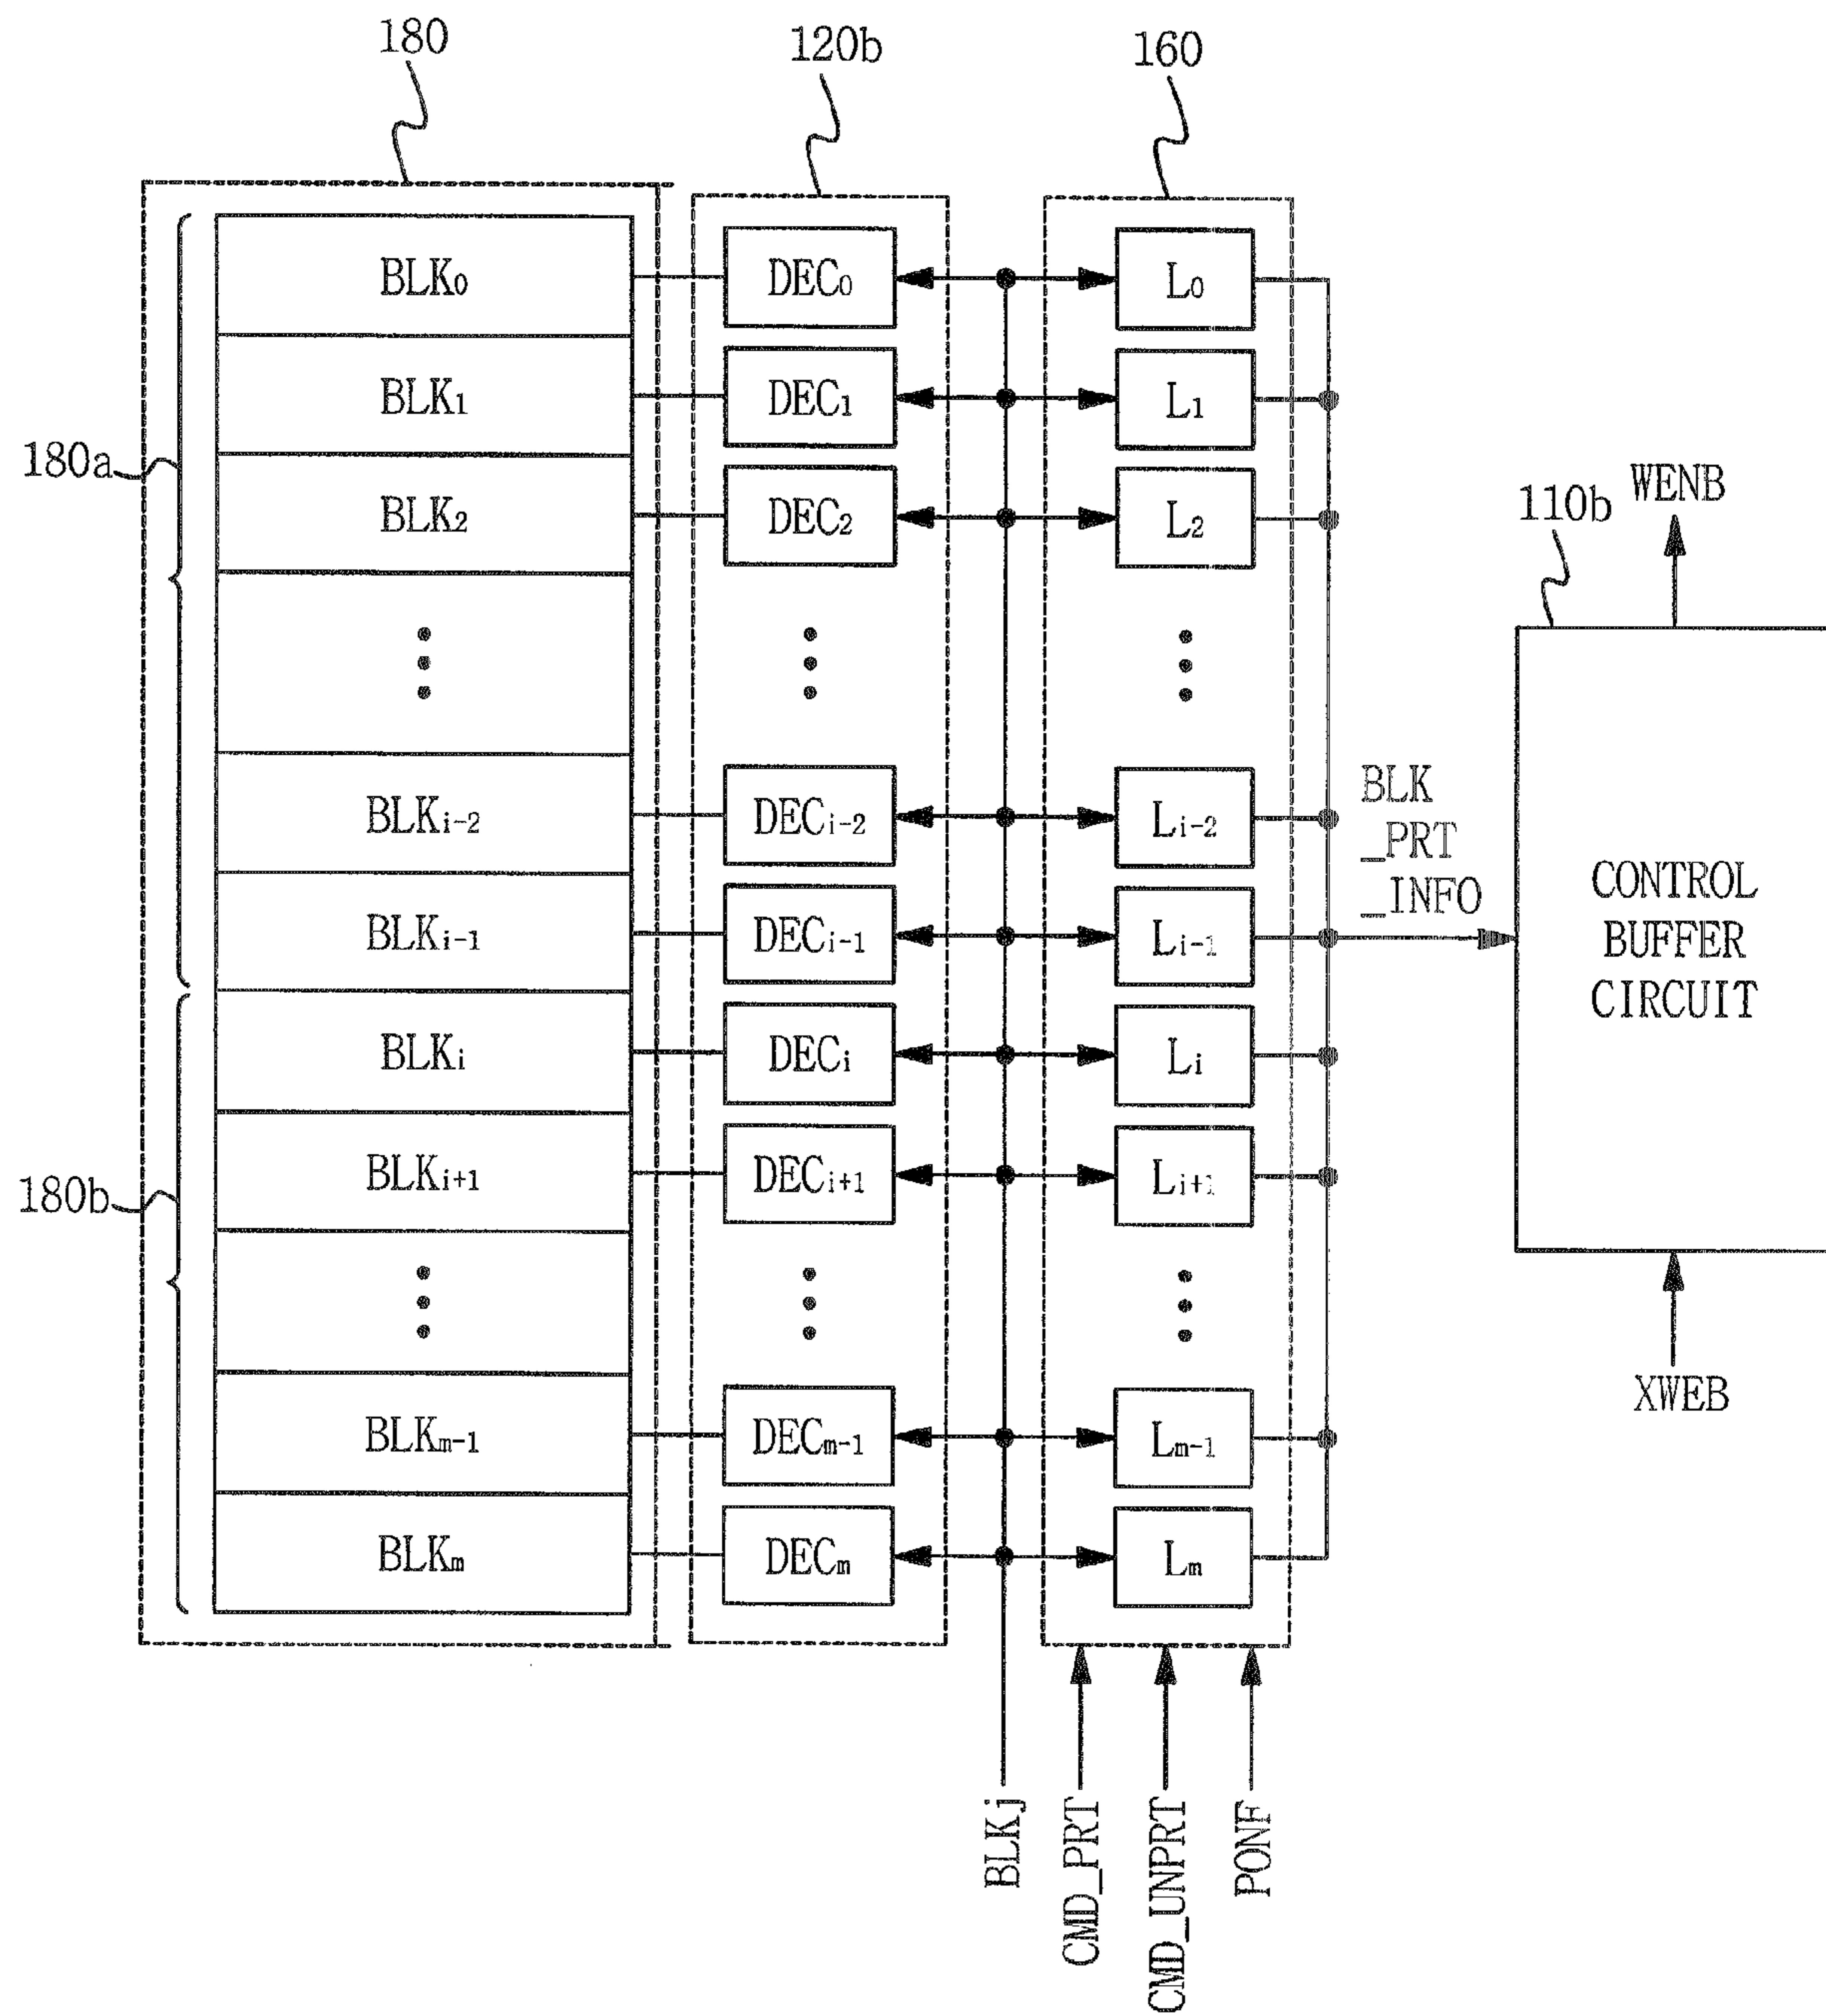 180
120b
160
BLK0
DEC0
L0
BLK1
DEC1
L1
180a
BLK2
DEC2
L2
110b
WENB
BLKi-2
DECi-2
Li-2
BLK
_PRT
_INFO
BLKi-1
DECi-1
Li-1
CONTROL
BUFFER
CIRCUIT
BLKi
DECi
Li
180b
BLKi+1
DECi+1
Li+1
XWEB
BLKm-1
DECm-1
Lm-1
BLKm
DECm
Lm
BLKj
CMD_PRT
CMD_UNPRT
PONF